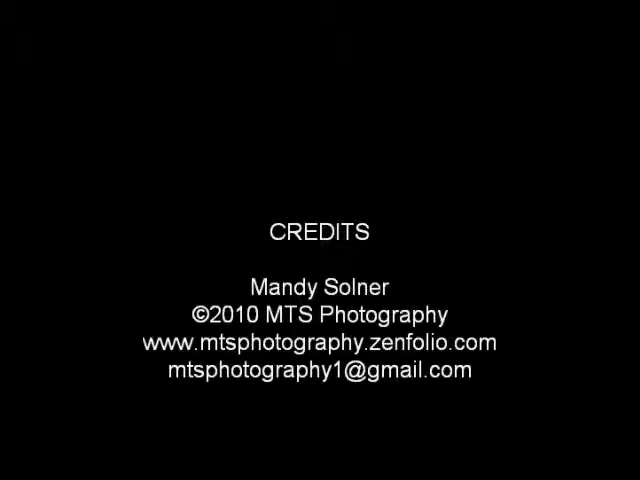 CREDITS
Mandy Solner
©2010 MTS Photography
www.mtsphotography.zenfolio.com
mtsphotography1@gmail.com